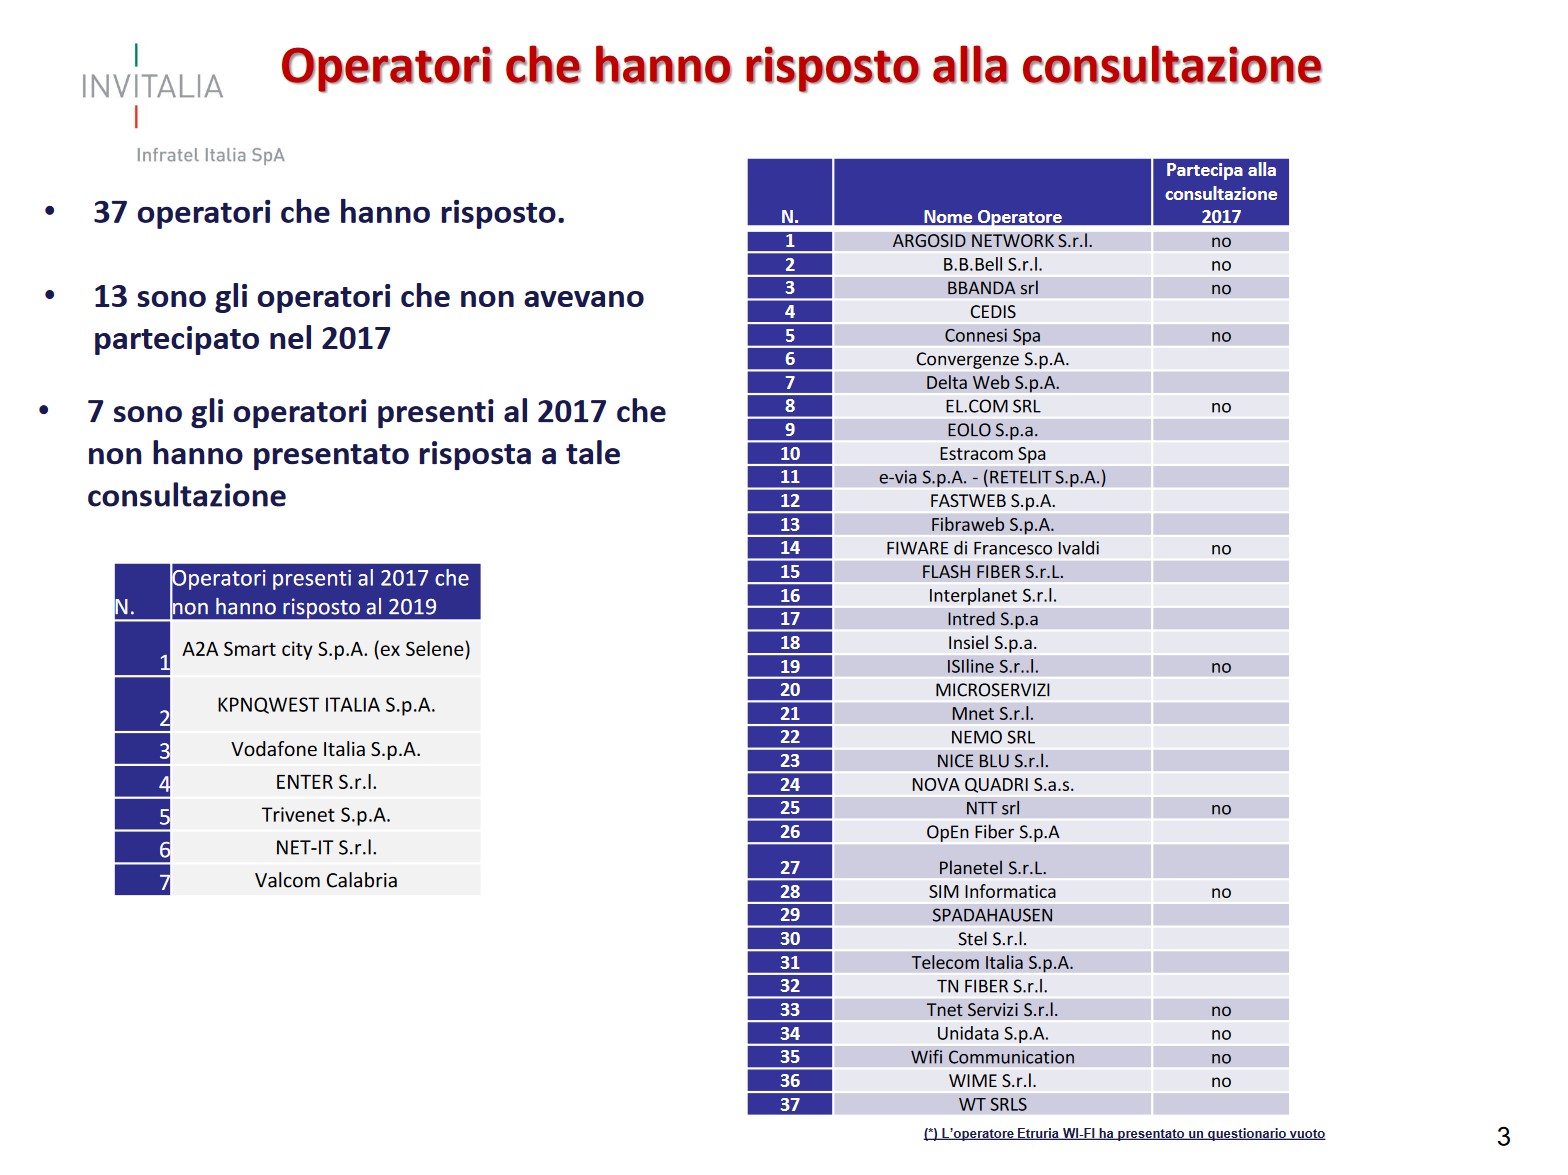 Operatori che hanno risposto alla consultazione
INVITALIA
Infratel Italia SpA
• 37 operatori che hanno risposto.
• 13 sono gli operatori che non avevano
partecipato nel 2017
• 7 sono gli operatori presenti al 2017 che
non hanno presentato risposta a tale
consultazione
N. Operatori presenti al 2017 che
non hanno risposto al 2019
1 A2A Smart city S.p.A. (ex Selene)
2 KPNQWEST ITALIA S.p.A.
3 Vodafone Italia S.p.A.
4 ENTER S.r.l.
5 Trivenet S.p.A.
6 NET-IT S.r.l.
7 Valcom Calabria
N. Nome Operatore Partecipa alla
consultazione
2017
1 ARGOSID NETWORK S.r.l. no
2 B.B.Bell S.r.l. no
3 BBANDA srl no
4 CEDIS
5 Connesi Spa no
6 Convergenze S.p.A.
7 Delta Web S.p.A.
8 EL.COM SRL no
9 EOLO S.p.a.
10 Estracom Spa
11 e-via S.p.A. - (RETELIT S.p.A.)
12 FASTWEB S.p.A.
13 Fibraweb S.p.A.
14 FIWARE di Francesco Ivaldi no
15 FLASH FIBER S.r.L.
16 Interplanet S.r.l.
17 Intred S.p.a
18 Insiel S.p.a.
19 ISIline S.r..l. no
20 MICROSERVIZI
21 Mnet S.r.l.
22 NEMO SRL
23 NICE BLU S.r.l.
24 NOVA QUADRI S.a.s.
25 NTT srl no
26 OpEn Fiber S.p.A
27 Planetel S.r.L.
28 SIM Informatica no
29 SPADAHAUSEN
30 Stel S.r.l.
31 Telecom Italia S.p.A.
32 TN FIBER S.r.l.
33 Tnet Servizi S.r.l. no
34 Unidata S.p.A. no
35 Wifi Communication no
36 WIME S.r.l. no
37 WT SRLS
(*) L'operatore Etruria WI-FI ha presentato un questionario vuoto
3